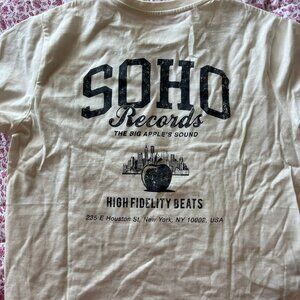 SOHO
Records
THE BIG APPLE'S SOUND
HIGH FIDELITY BEATS
235 E Houston St, New York, NY 10002, USA